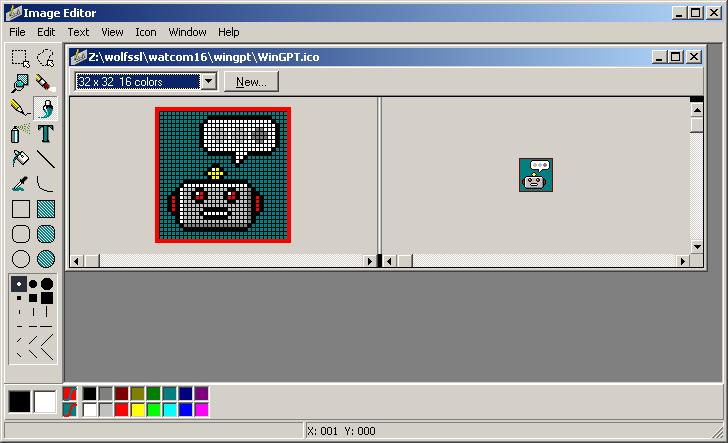 Image Editor
File Edit Text View Icon Window Help
Z:\wolfssl\watcom16\wingpt\WinGPT.ico
32 x 32 16 colors
New...
T
X: 001 Y: 000